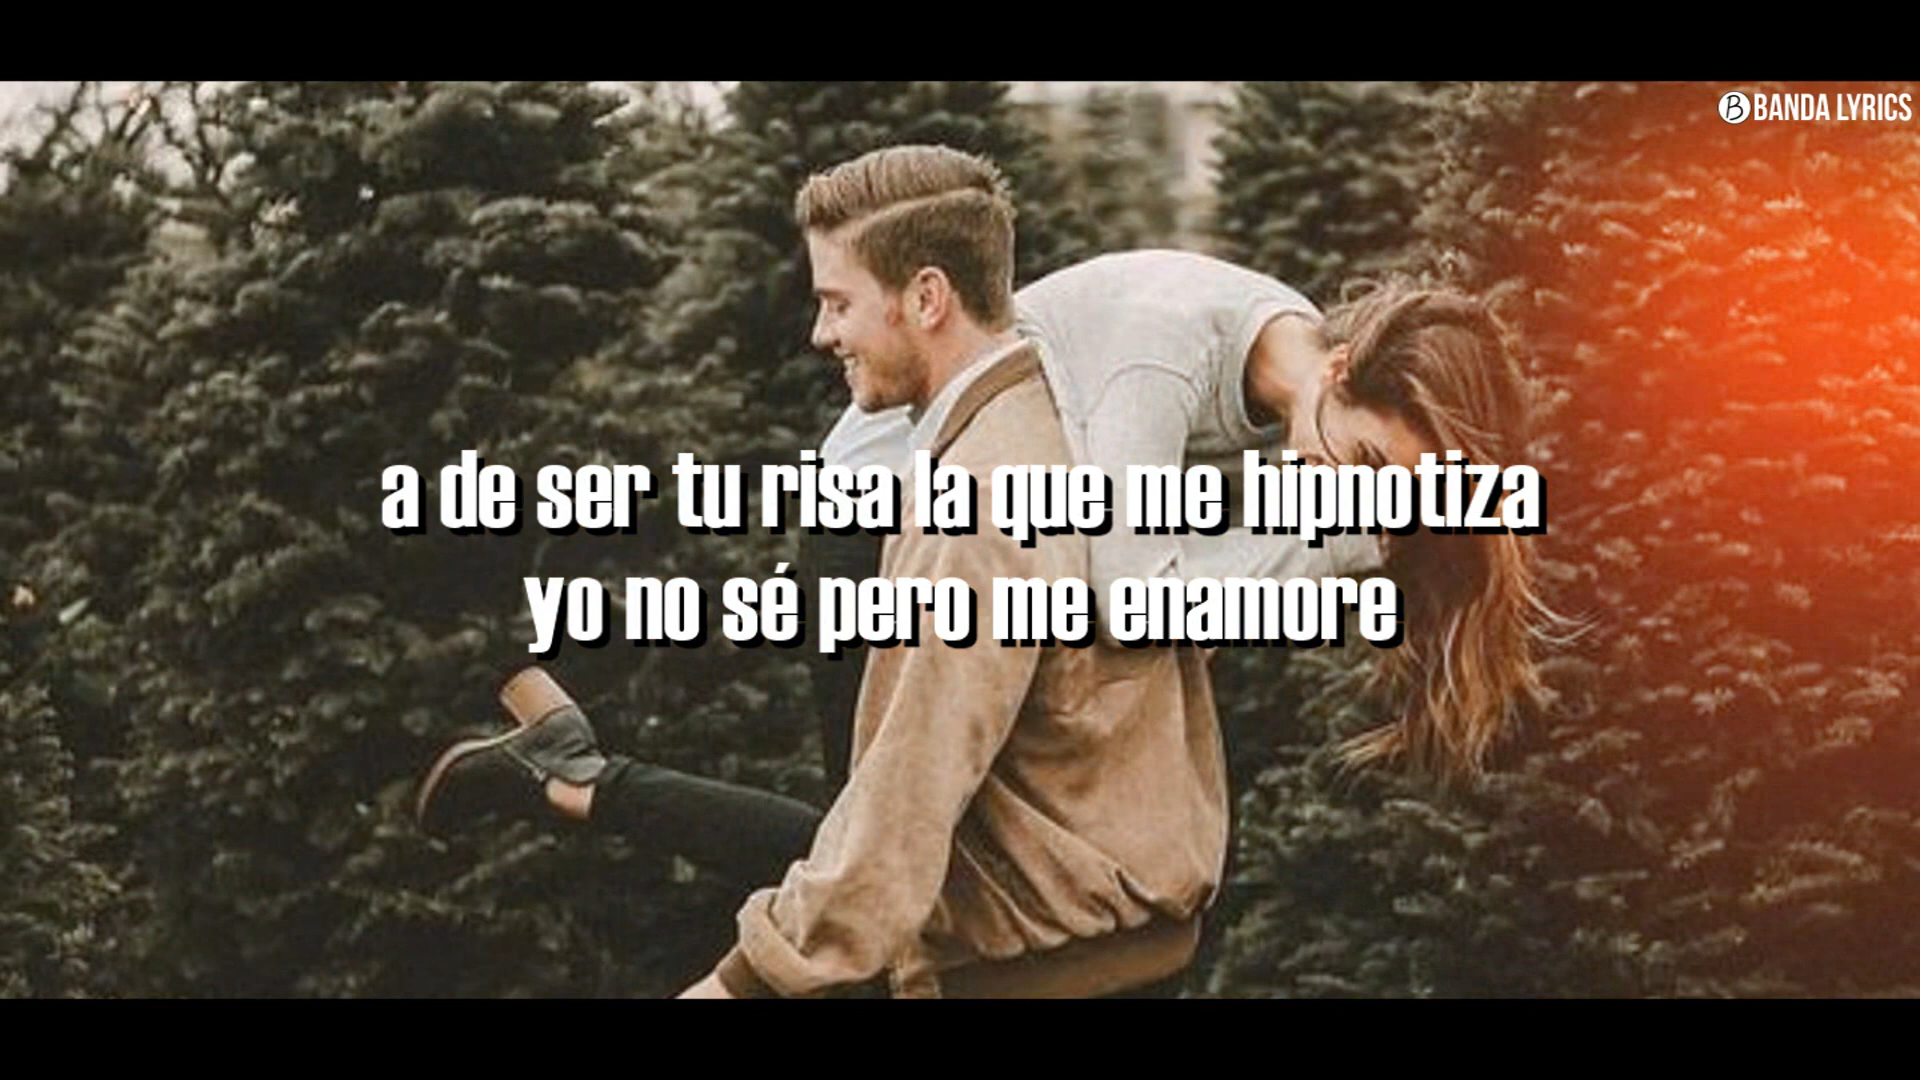 B BANDA LYRICS
a de ser tu risa la que me hipnotiza
yo no sé pero me enamore